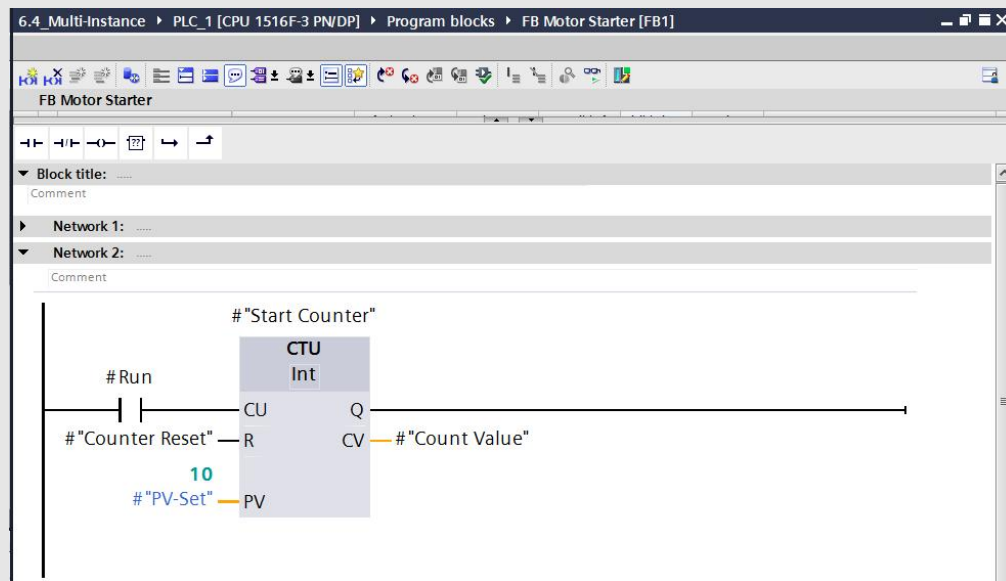 6.4_Multi-Instance ▸ PLC_1 [CPU 1516F-3 PN/DP] ▸ Program blocks ▸ FB Motor Starter [FB1]
FB Motor Starter
??
Block title: .....
Comment
Network 1: .....
Network 2: .....
Comment
#"Start Counter"
CTU
Int
#Run
CU Q
#"Counter Reset" R CV #"Count Value"
10
#"PV-Set" PV